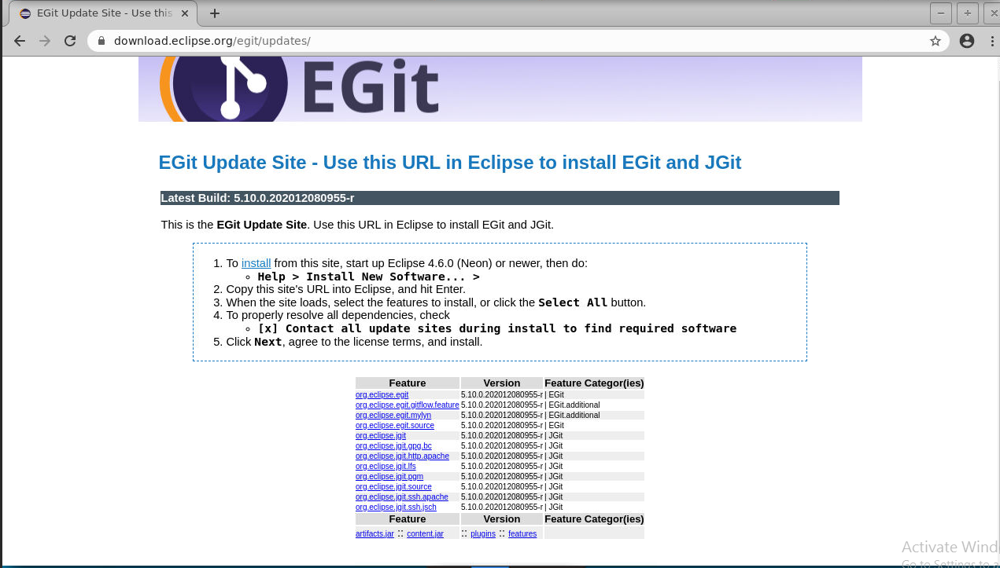 EGit Update Site - Use this
download.eclipse.org/egit/updates/
EGit
EGit Update Site - Use this URL in Eclipse to install EGit and JGit
Latest Build: 5.10.0.202012080955-r
This is the EGit Update Site. Use this URL in Eclipse to install EGit and JGit.
1. To install from this site, start up Eclipse 4.6.0 (Neon) or newer, then do:
Help > Install New Software... >
2. Copy this site's URL into Eclipse, and hit Enter.
3. When the site loads, select the features to install, or click the Select All button.
4. To properly resolve all dependencies, check
[x] Contact all update sites during install to find required software
5. Click Next, agree to the license terms, and install.
Feature Version Feature Categor(ies)
org.eclipse.egit 5.10.0.202012080955-r | EGit
org.eclipse.egit.gitflow.feature 5.10.0.202012080955-r | EGit.additional
org.eclipse.egit.mylyn 5.10.0.202012080955-r | EGit.additional
org.eclipse.egit.source 5.10.0.202012080955-r | EGit
org.eclipse.jgit 5.10.0.202012080955-r | JGit
org.eclipse.jgit.gpg.bc 5.10.0.202012080955-r | JGit
org.eclipse.jgit.http.apache 5.10.0.202012080955-r | JGit
org.eclipse.jgit.lfs 5.10.0.202012080955-r | JGit
org.eclipse.jgit.pgm 5.10.0.202012080955-r | JGit
org.eclipse.jgit.source 5.10.0.202012080955-r | JGit
org.eclipse.jgit.ssh.apache 5.10.0.202012080955-r | JGit
org.eclipse.jgit.ssh.jsch 5.10.0.202012080955-r | JGit
Feature Version Feature Categor(ies)
artifacts.jar :: content.jar :: plugins :: features
Activate Wind
Go to Settings to a